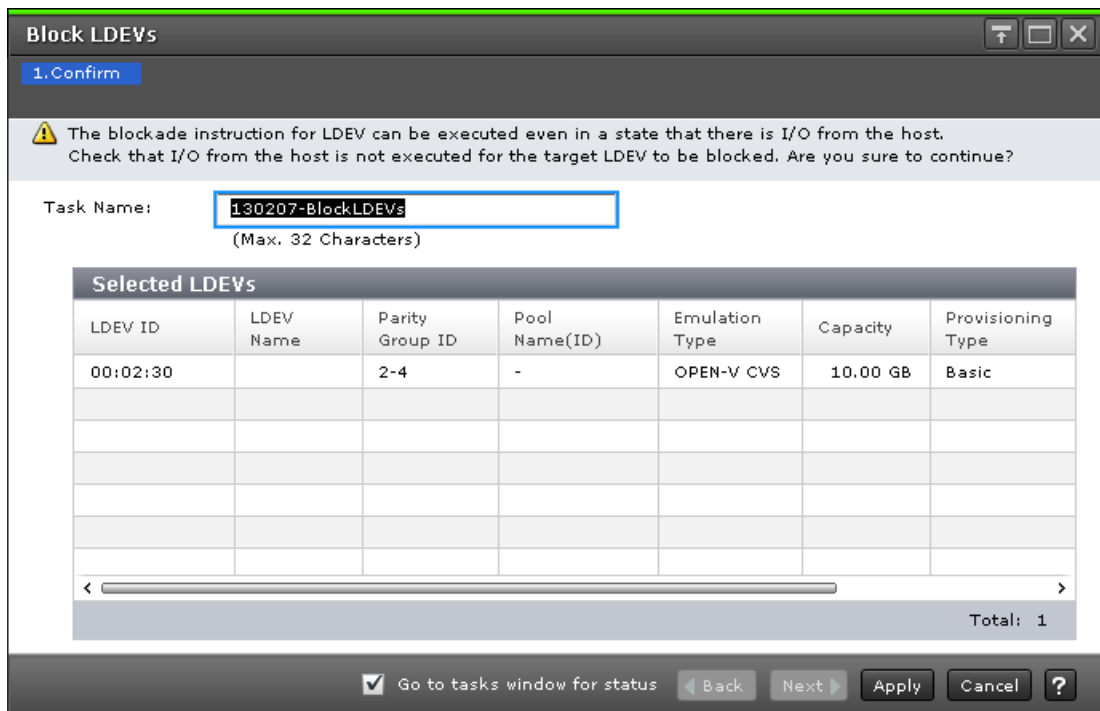 Block LDEVs
1.Confirm
The blockade instruction for LDEV can be executed even in a state that there is I/O from the host.
Check that I/O from the host is not executed for the target LDEV to be blocked. Are you sure to continue?
Task Name: 130207-BlockLDEVs
(Max. 32 Characters)
Selected LDEVs
LDEV ID LDEV Name Parity Group ID Pool Name(ID) Emulation Type Capacity Provisioning Type
00:02:30 2-4 - OPEN-V CVS 10.00 GB Basic
Total: 1
Go to tasks window for status Back Next Apply Cancel ?